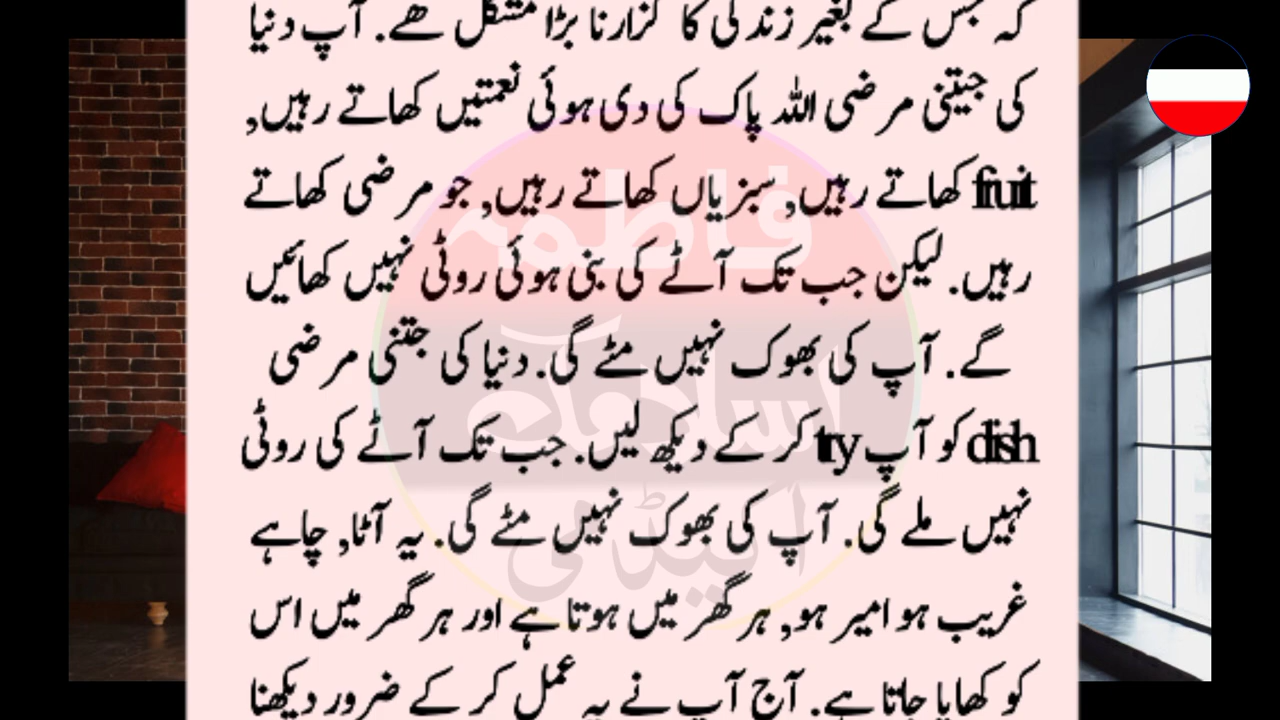 کہ جس کے بغیر زندگی کا گزارنا بڑا مشکل ھے. آپ دنیا
کی جیتنی مرضی اللہ پاک کی دی ہوئی نعمتیں کھاتے رہیں,
fruit کھاتے رہیں, سبزیاں کھاتے رہیں, جو مرضی کھاتے
رہیں. لیکن جب تک آٹے کی بنی ہوئی روٹی نہیں کھائیں
گے. آپ کی بھوک نہیں مٹے گی. دنیا کی جتنی مرضی
dish کو آپ try کر کے دیکھ لیں. جب تک آٹے کی روٹی
نہیں ملے گی. آپ کی بھوک نہیں مٹے گی. یہ آٹا, چاہے
غریب ہو امیر ہو, ہر گھر میں ہوتا ہے اور ہر گھر میں اس
کو کھایا جاتا ہے. آج آپ نے یہ عمل کر کے ضرور دیکھنا
فاطمہ
اسلامک